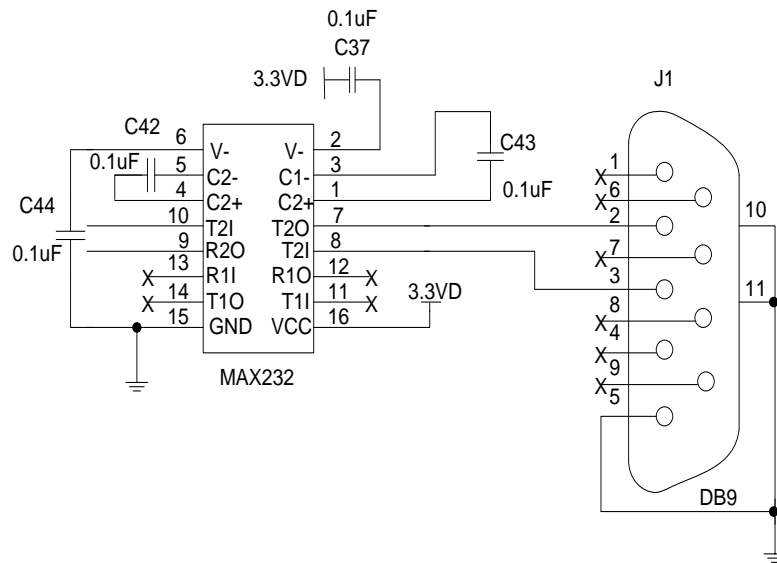 0.1uF
C37
3.3VD
J1
C42
6 V- V- 2
0.1uF 5 C2- C1- 3 C43
4 C2+ C2+ 1 0.1uF
C44 10 T2I T2O 7
0.1uF 9 R2O T2I 8
13 R1I R1O 12
X X
14 T1O T1I 11 3.3VD
X X
15 GND VCC 16
MAX232
1
X
6
X
2
7
X
3
8
X
4
X
9
X
5
10
11
DB9